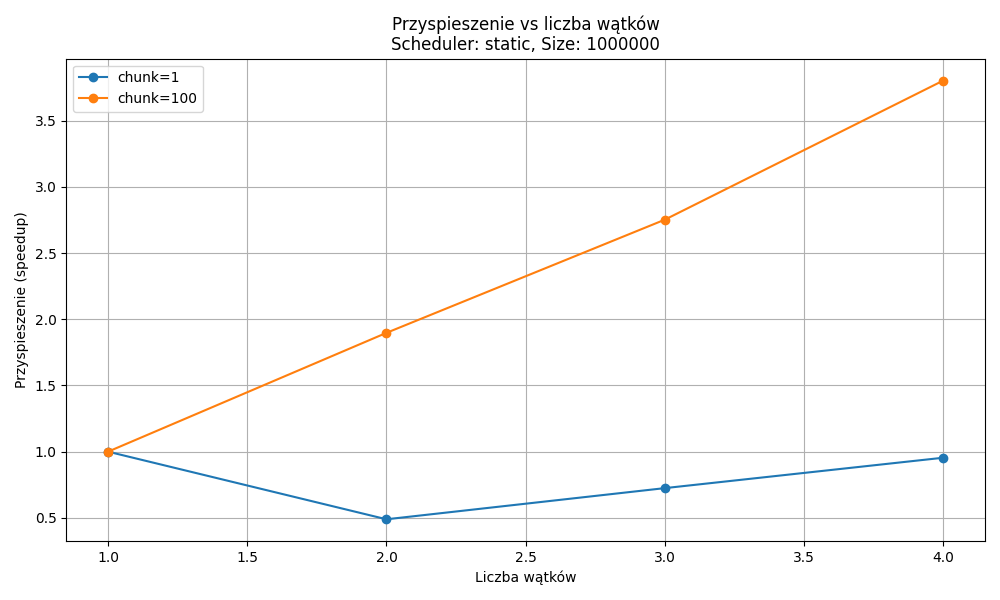 Przyspieszenie vs liczba wątków
Scheduler: static, Size: 1000000
chunk=1
chunk=100
Przyspieszenie (speedup)
3.5
3.0
2.5
2.0
1.5
1.0
0.5
1.0 1.5 2.0 2.5 3.0 3.5 4.0
Liczba wątków